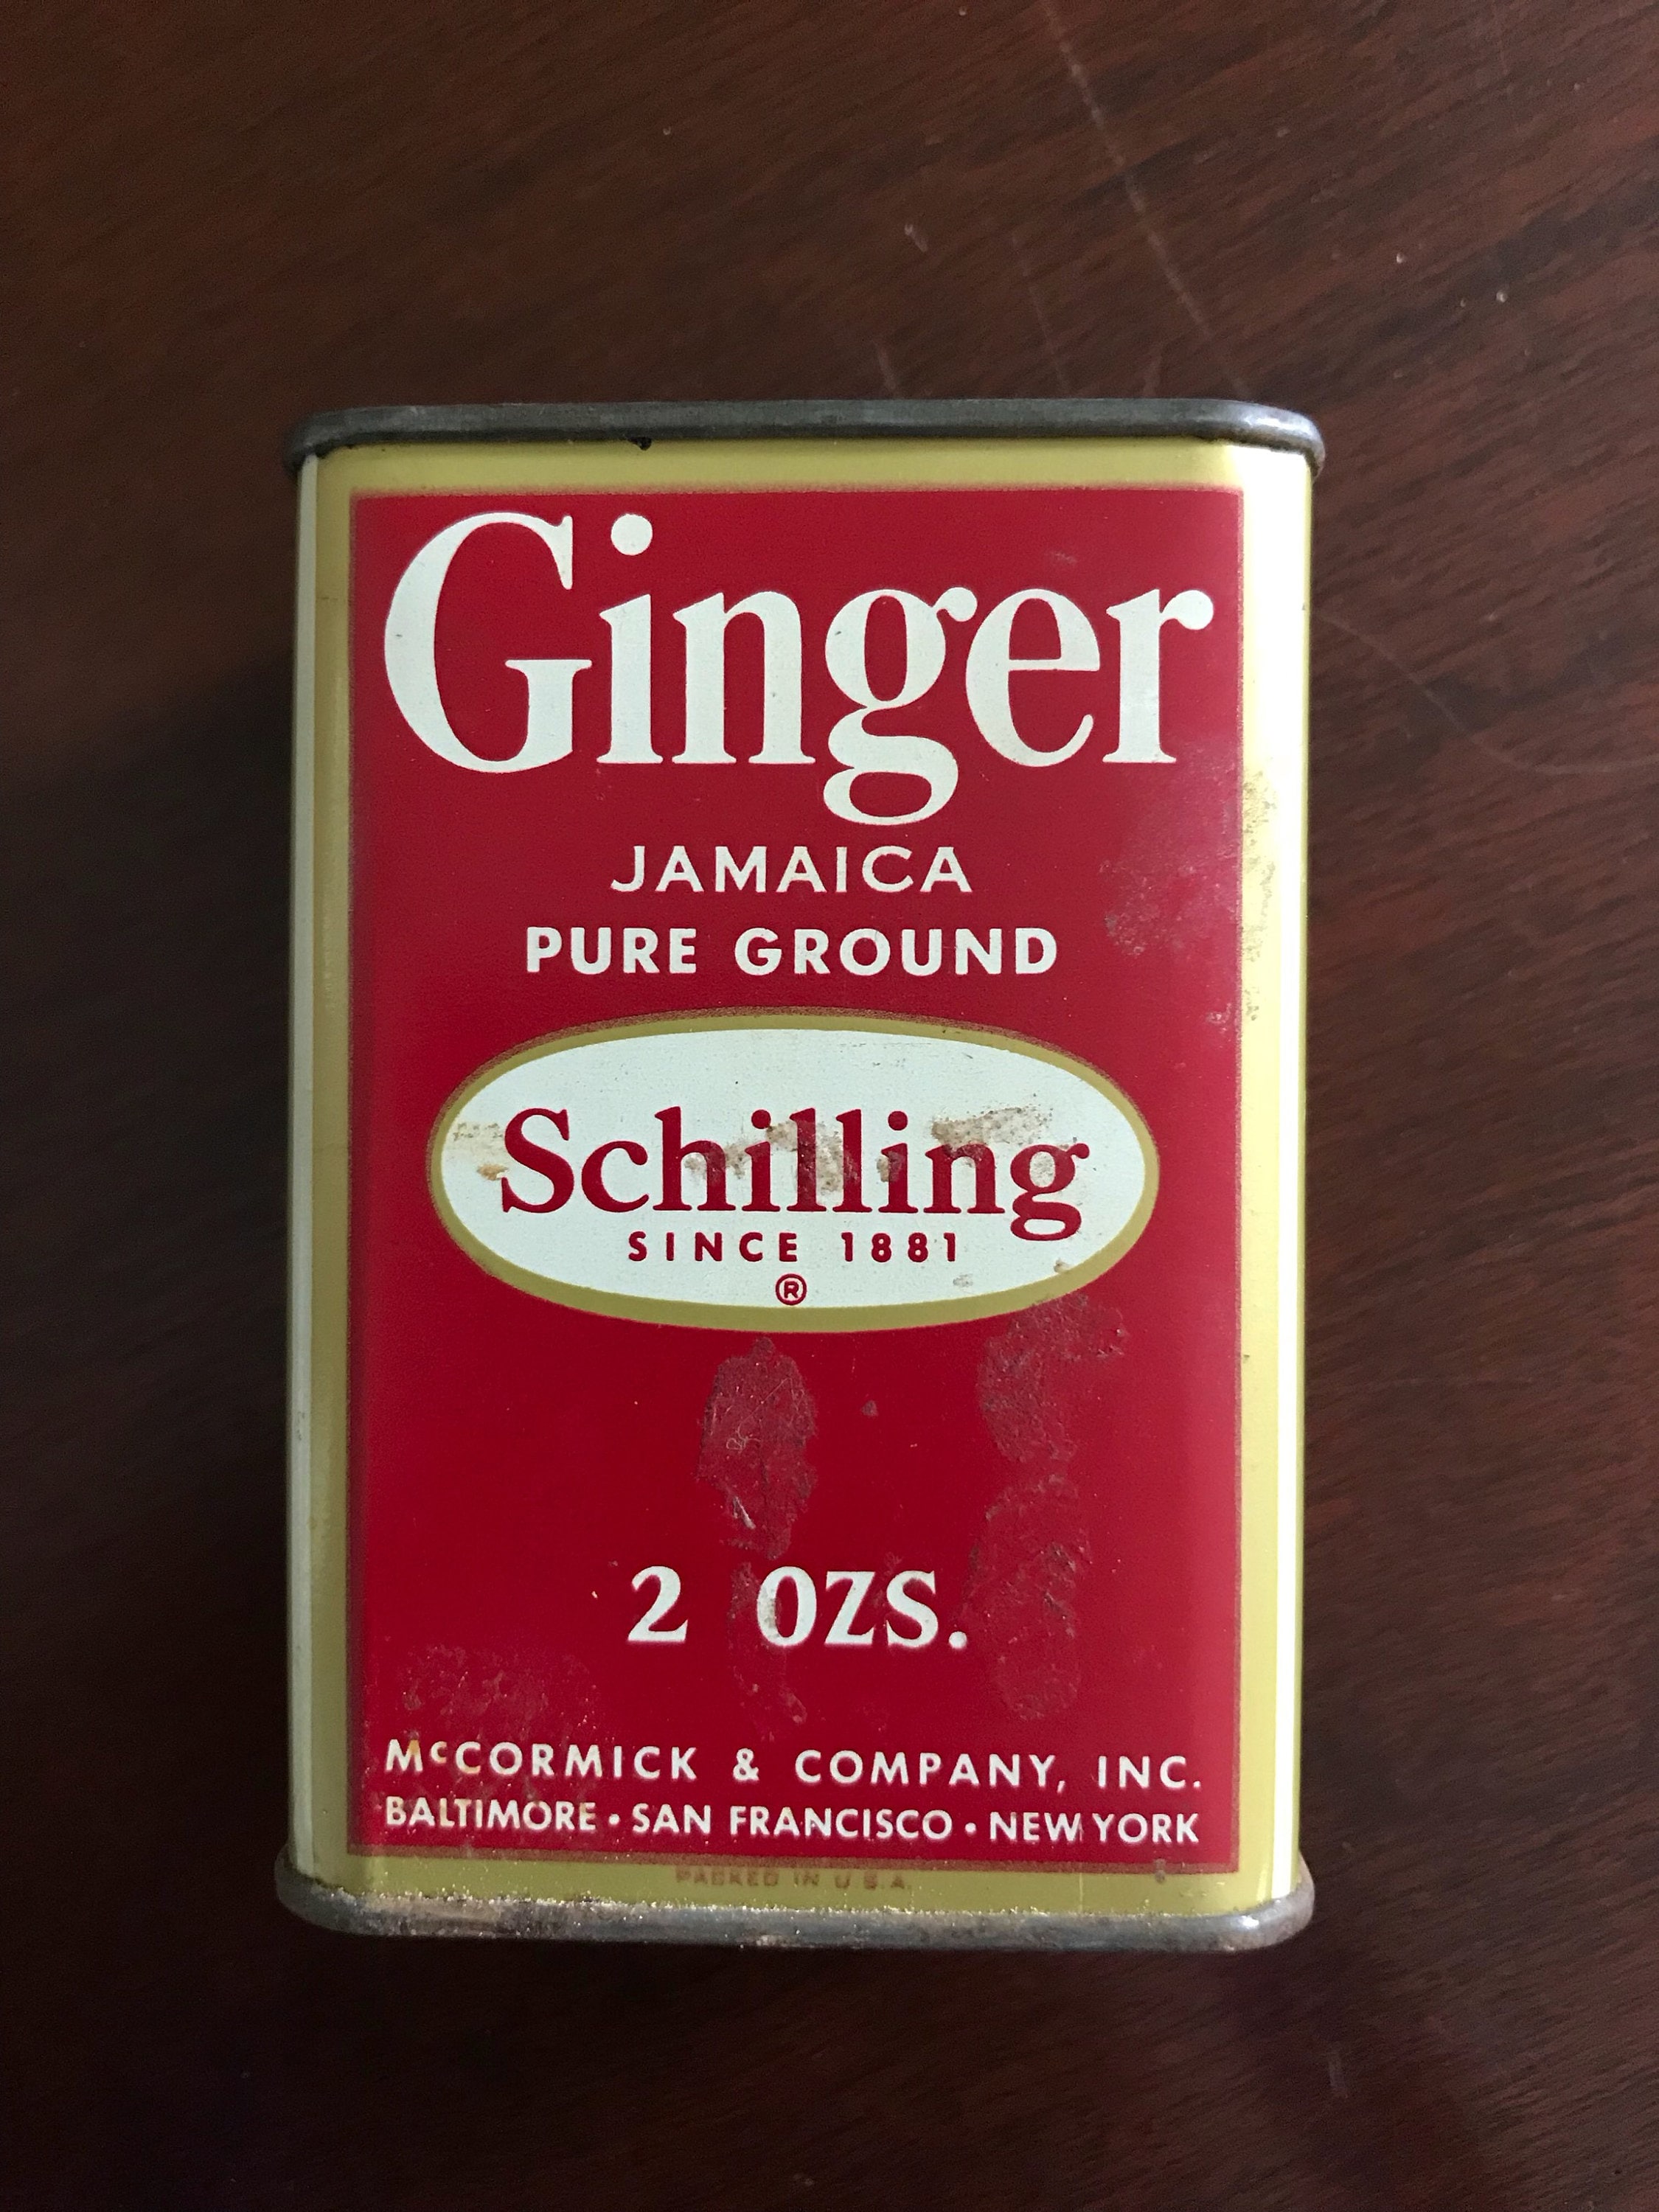 Ginger
JAMAICA
PURE GROUND
Schilling
SINCE 1881
®
2 OZS.
McCORMICK & COMPANY, INC.
BALTIMORE • SAN FRANCISCO • NEW YORK
PACKED IN U.S.A.